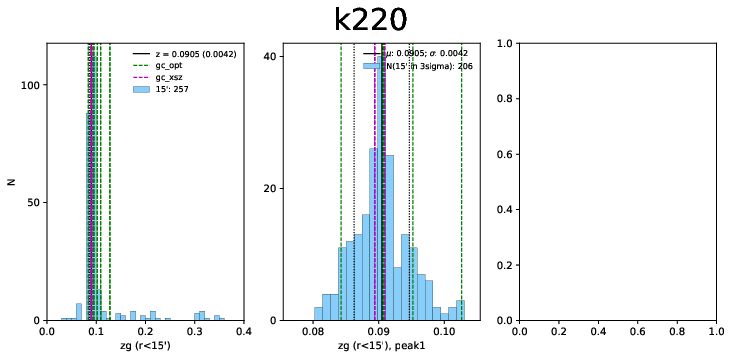 k220
z = 0.0905 (0.0042)
gc_opt
gc_xsz
15': 257
N
100
50
0
0.0 0.1 0.2 0.3 0.4
zg (r<15')
μ: 0.0905; σ: 0.0042
N(15' in 3sigma): 206
40
20
0
0.08 0.09 0.10
zg (r<15'), peak1
1.0
0.8
0.6
0.4
0.2
0.0
0.0 0.2 0.4 0.6 0.8 1.0